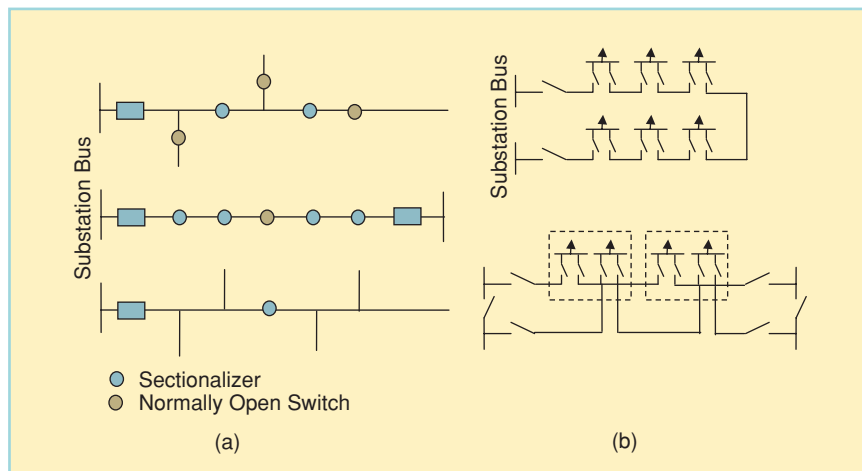 Substation Bus
Sectionalizer
Normally Open Switch
(a)
Substation Bus
(b)